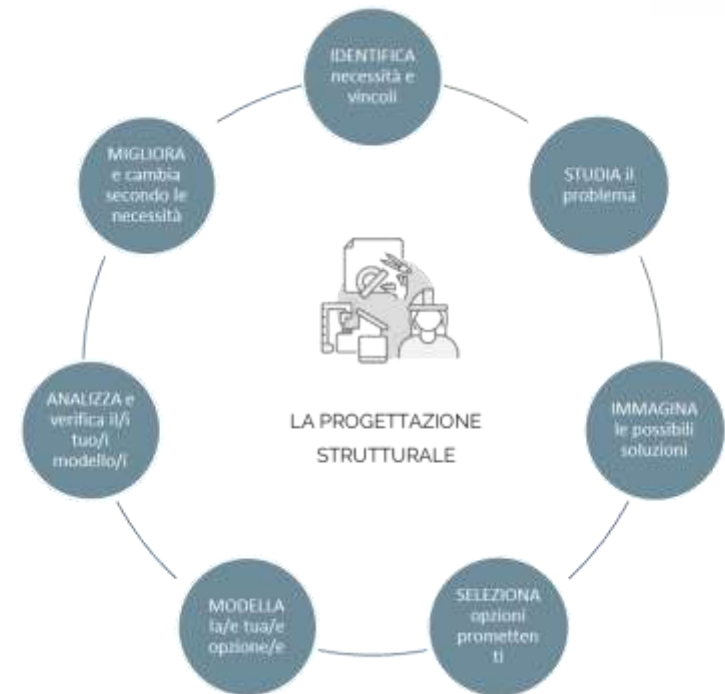 IDENTIFICA
necessità e
vincoli
STUDIA il
problema
IMMAGINA
le possibili
soluzioni
SELEZIONA
opzioni
prometten
ti
MODELLA
la/e tua/e
opzione/e
ANALIZZA e
verifica il/i
tuo/i
modello/i
MIGLIORA
e cambia
secondo le
necessità
LA PROGETTAZIONE
STRUTTURALE